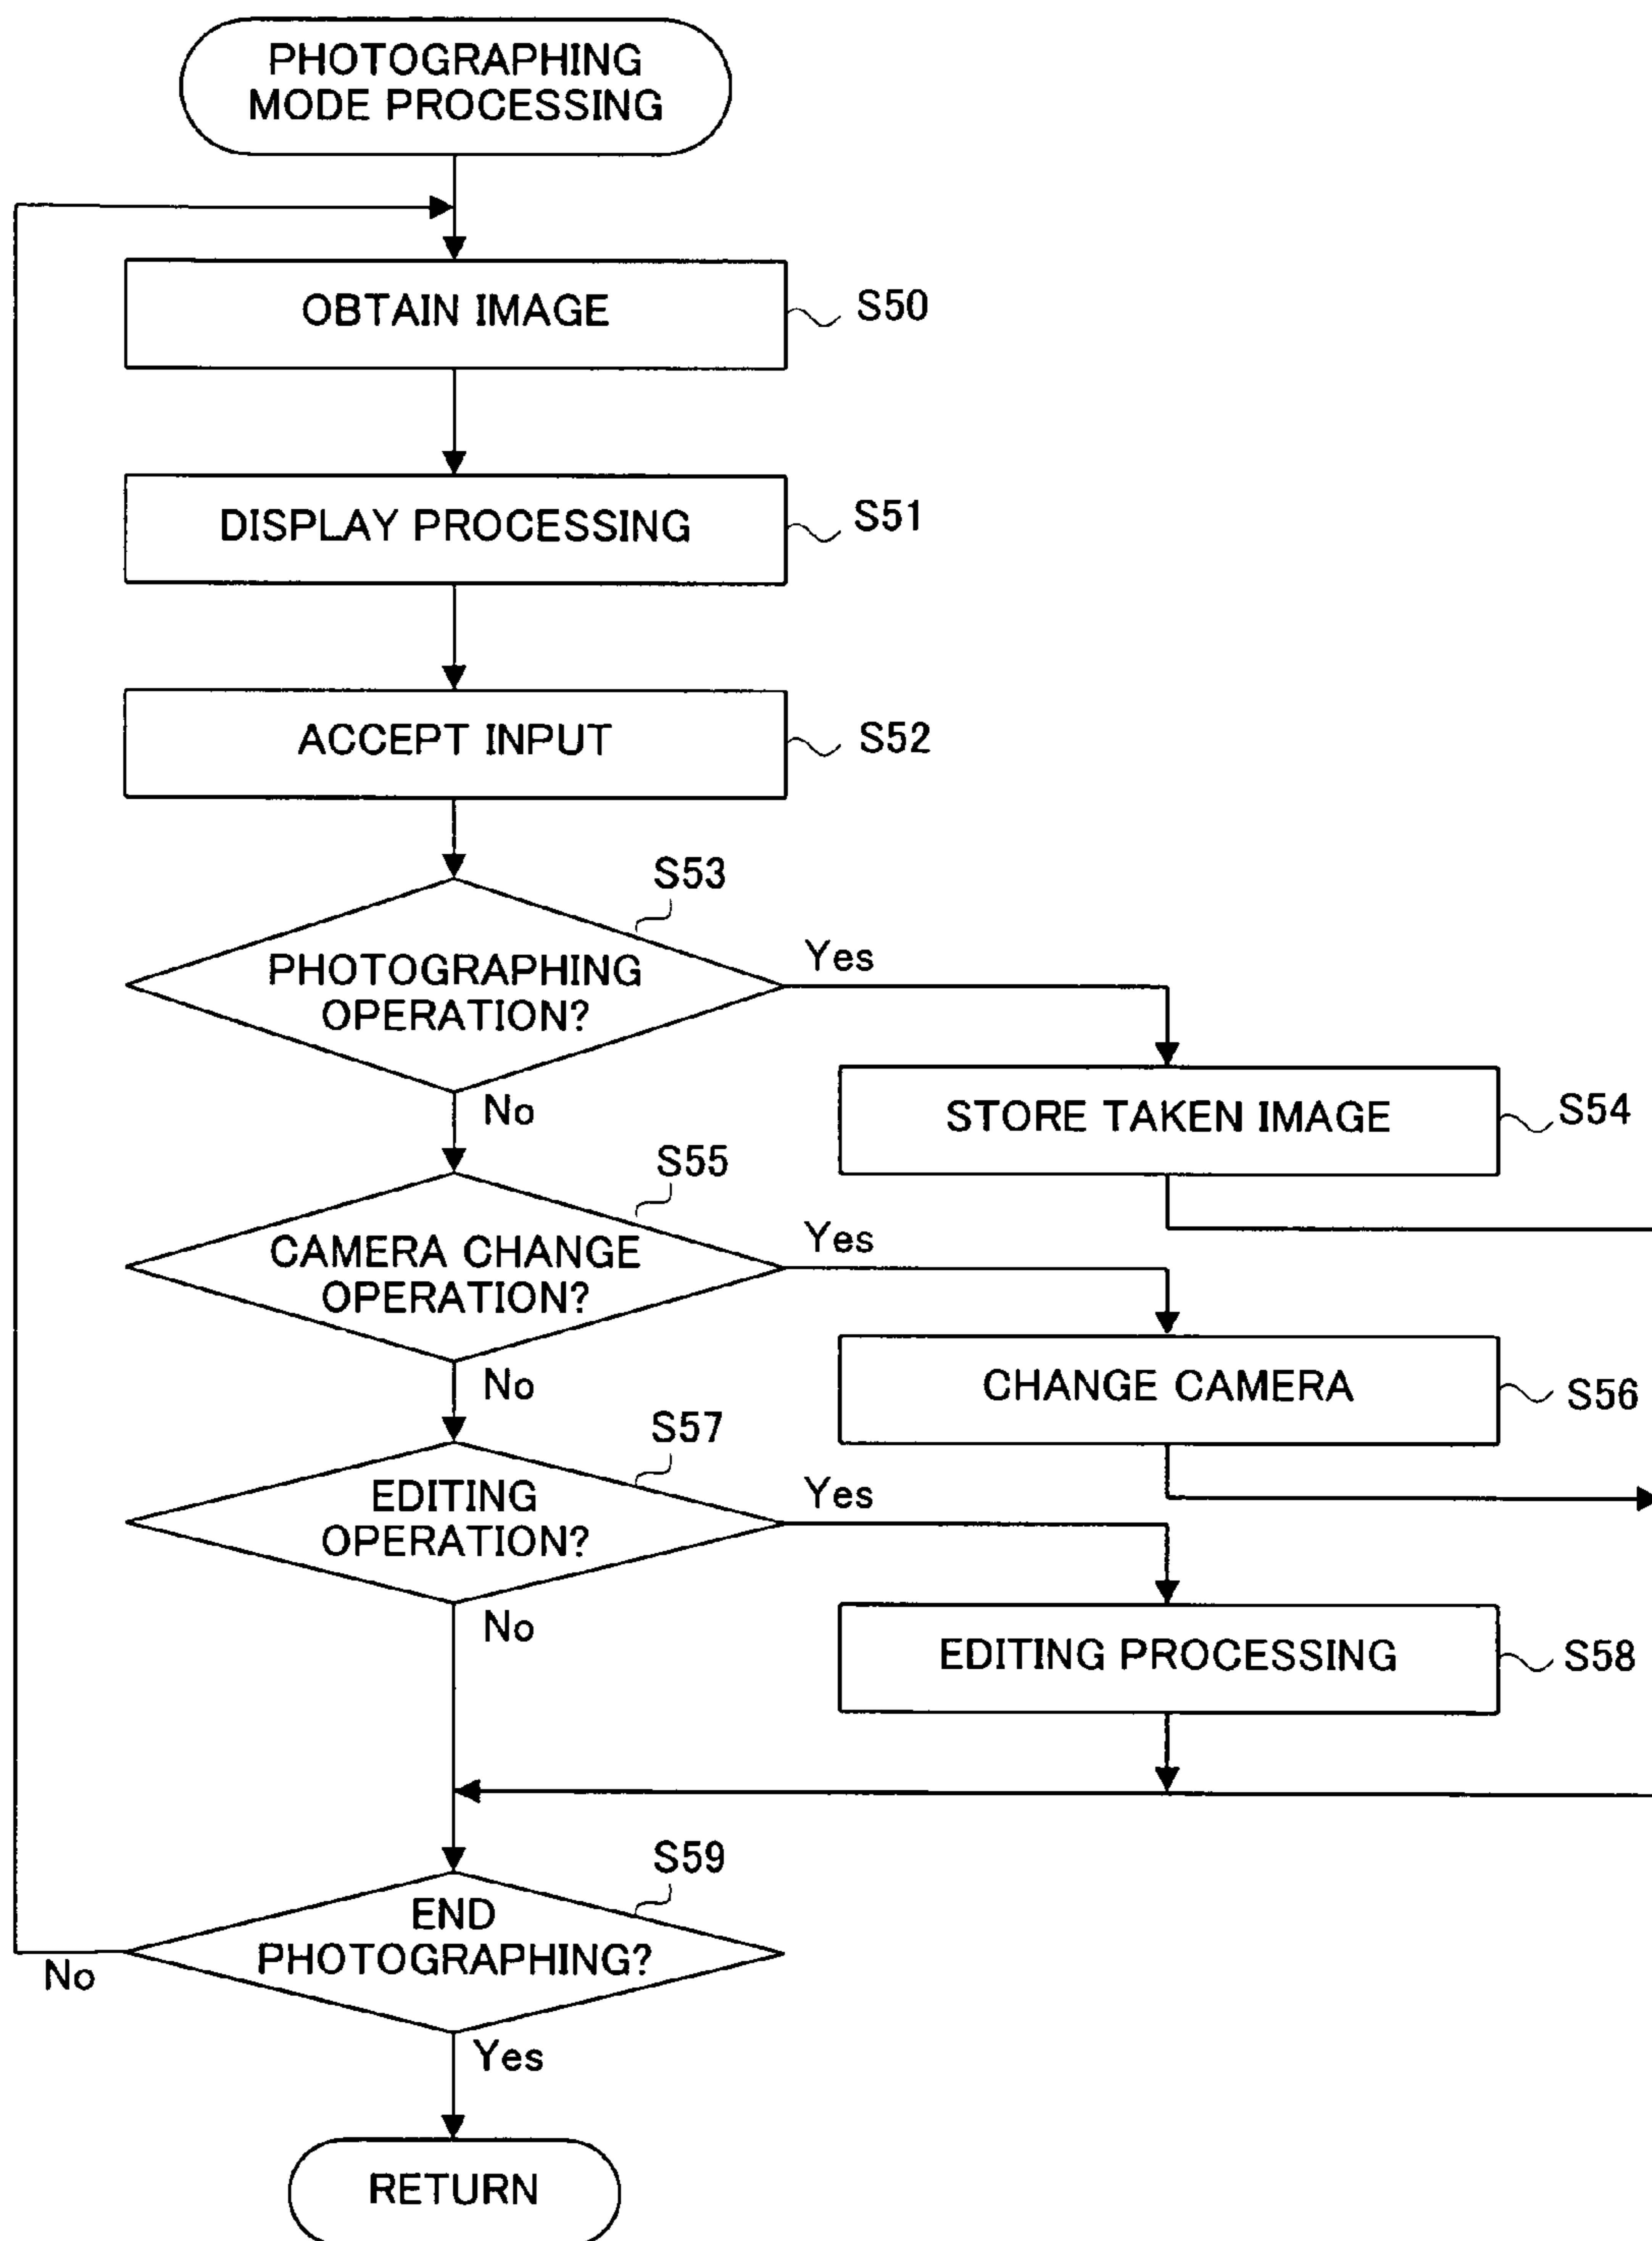 PHOTOGRAPHING
MODE PROCESSING
OBTAIN IMAGE
S50
DISPLAY PROCESSING
S51
ACCEPT INPUT
S52
S53
PHOTOGRAPHING
OPERATION?
Yes
No
STORE TAKEN IMAGE
S54
S55
CAMERA CHANGE
OPERATION?
Yes
No
CHANGE CAMERA
S56
S57
EDITING
OPERATION?
Yes
No
EDITING PROCESSING
S58
S59
END
PHOTOGRAPHING?
No
Yes
RETURN